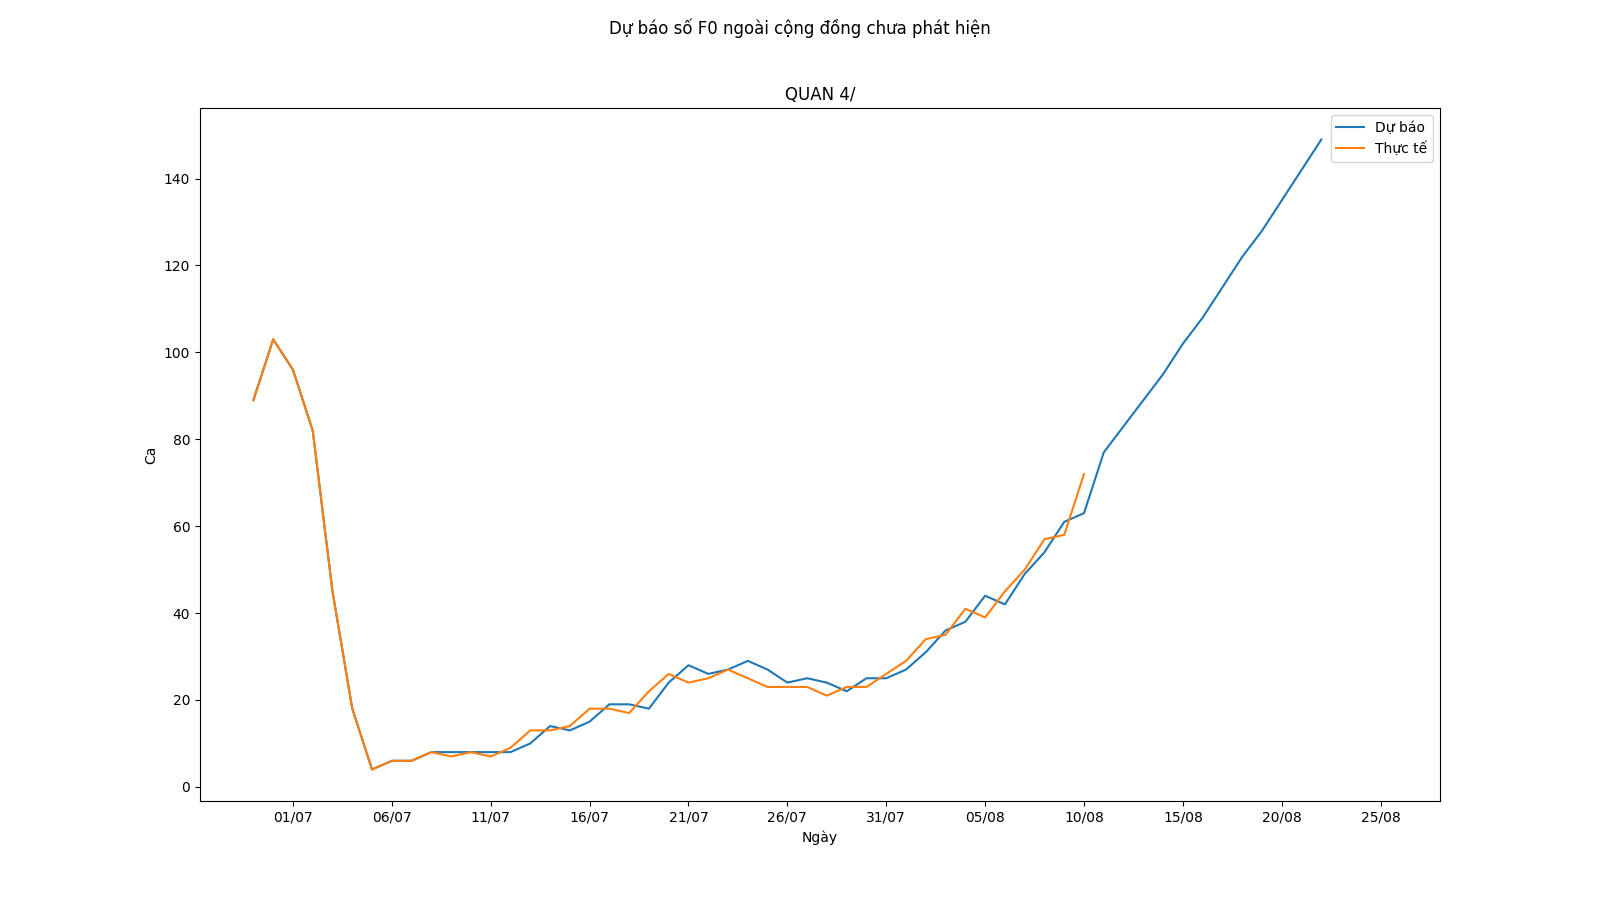 Dự báo số F0 ngoài cộng đồng chưa phát hiện
QUAN 4/
Dự báo
Thực tế
140
120
100
80
60
40
20
0
Ca
01/07 06/07 11/07 16/07 21/07 26/07 31/07 05/08 10/08 15/08 20/08 25/08
Ngày